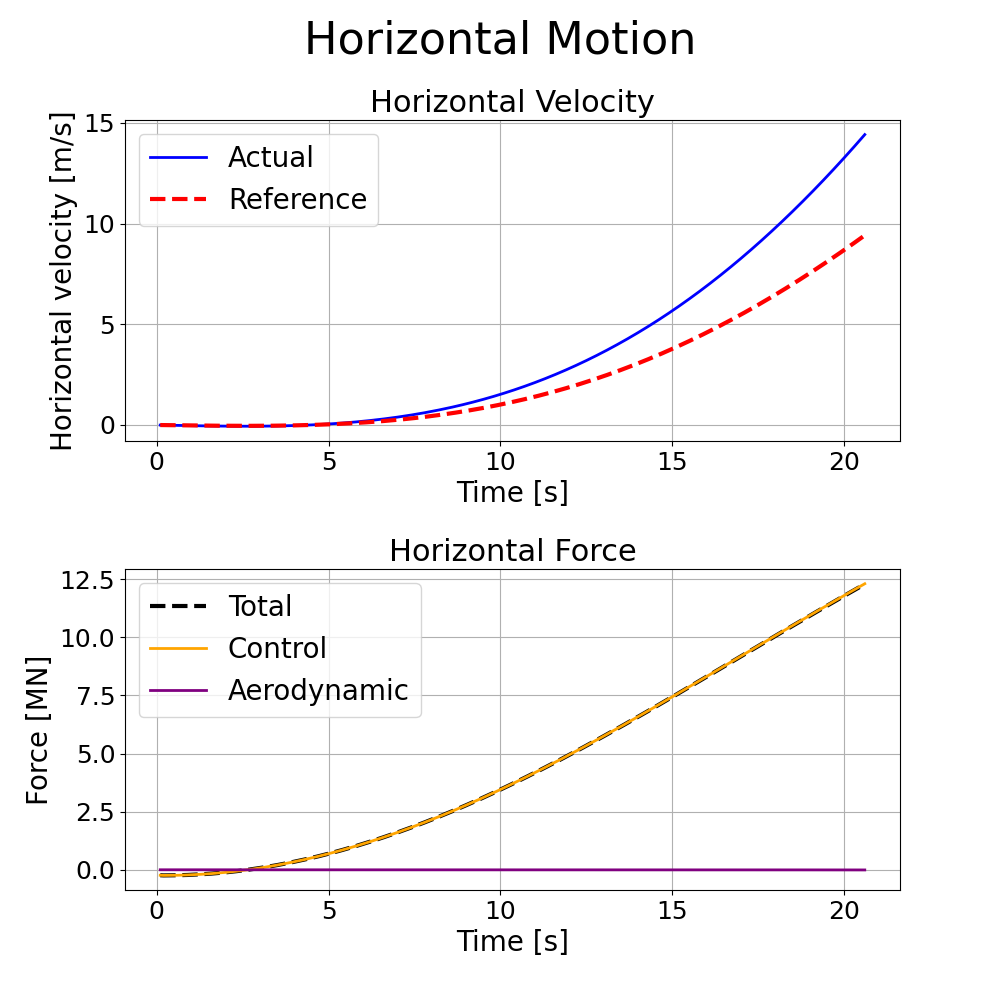 Horizontal Motion
Horizontal Velocity
Horizontal velocity [m/s]
15
10
5
0
Actual
Reference
0 5 10 15 20
Time [s]
Horizontal Force
Force [MN]
12.5
10.0
7.5
5.0
2.5
0.0
Total
Control
Aerodynamic
0 5 10 15 20
Time [s]